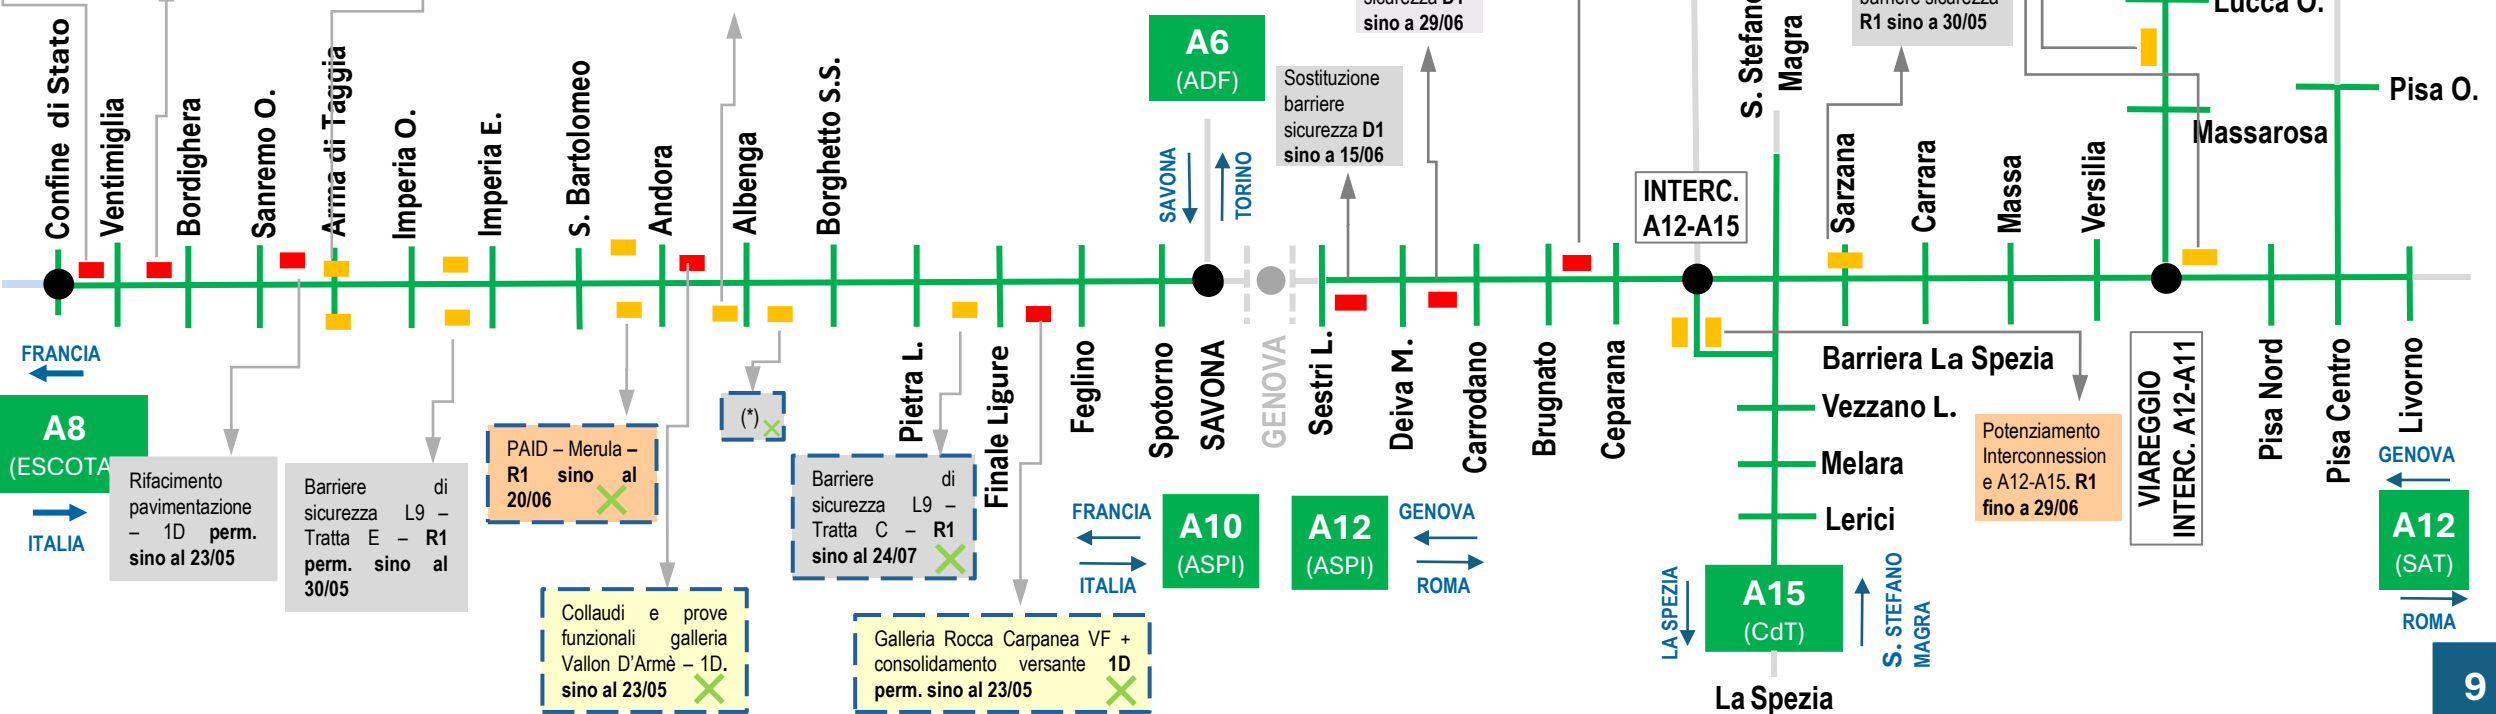 sicurezza D1
sino a 29/06
barriere sicurezza
R1 sino a 30/05
Lucca O.
A6
(ADF)
Sostituzione
barriere
sicurezza D1
sino a 15/06
S. Stefano
Magra
Pisa O.
Massarosa
Confine di Stato
Ventimiglia
Bordighera
Sanremo O.
Arma di Taggia
Imperia O.
Imperia E.
S. Bartolomeo
Andora
Albenga
Borghetto S.S.
SAVONA
TORINO
INTERC.
A12-A15
Sarzana
Carrara
Massa
Versilia
FRANCIA
A8
(ESCOTA
ITALIA
Rifacimento
pavimentazione
– 1D perm.
sino al 23/05
Barriere di
sicurezza L9 –
Tratta E – R1
perm. sino al
30/05
PAID – Merula –
R1 sino al
20/06
(*)
Collaudi e prove
funzionali galleria
Vallon D'Armè – 1D.
sino al 23/05
Barriere di
sicurezza L9 –
Tratta C – R1
sino al 24/07
Galleria Rocca Carpanea VF +
consolidamento versante 1D
perm. sino al 23/05
Pietra L.
Finale Ligure
Feglino
Spotorno
SAVONA
GENOVA
Sestri L.
Deiva M.
Carrodano
Brugnato
Ceparana
FRANCIA
ITALIA
A10
(ASPI)
A12
(ASPI)
GENOVA
ROMA
Barriera La Spezia
Vezzano L.
Melara
Lerici
LA SPEZIA
A15
(CdT)
S. STEFANO
MAGRA
La Spezia
Potenziamento
Interconnession
e A12-A15. R1
fino a 29/06
VIAREGGIO
INTERC. A12-A11
Pisa Nord
Pisa Centro
Livorno
GENOVA
A12
(SAT)
ROMA
9